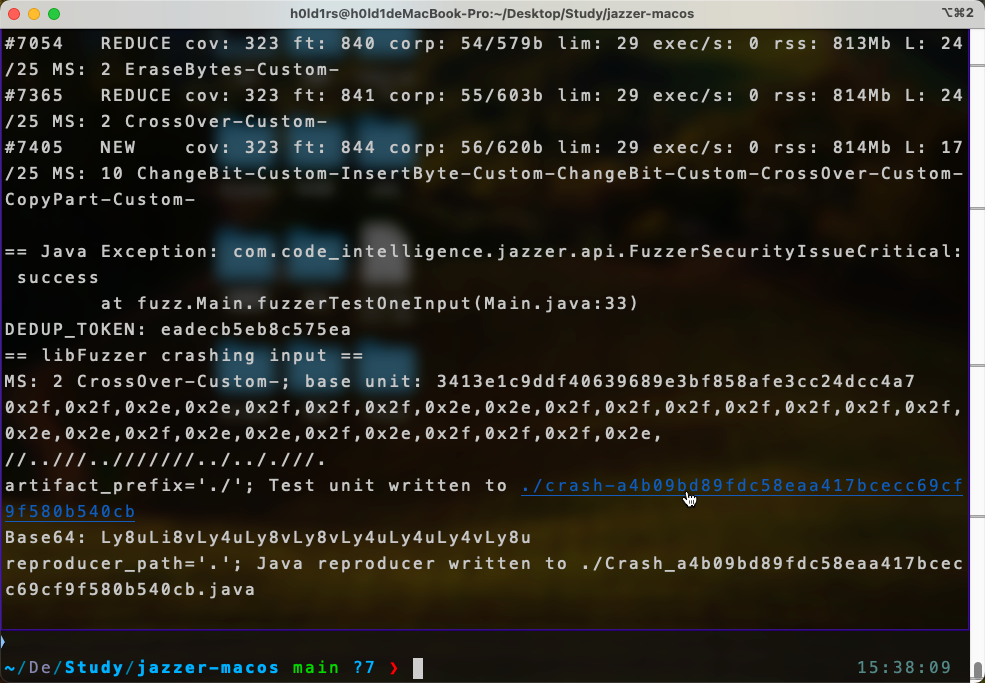 h0ld1rs@h0ld1deMacBook-Pro:~/Desktop/Study/jazzer-macos
⌥⌘2
#7054   REDUCE cov: 323 ft: 840 corp: 54/579b lim: 29 exec/s: 0 rss: 813Mb L: 24
/25 MS: 2 EraseBytes-Custom-
#7365   REDUCE cov: 323 ft: 841 corp: 55/603b lim: 29 exec/s: 0 rss: 814Mb L: 24
/25 MS: 2 CrossOver-Custom-
#7405   NEW    cov: 323 ft: 844 corp: 56/620b lim: 29 exec/s: 0 rss: 814Mb L: 17
/25 MS: 10 ChangeBit-Custom-InsertByte-Custom-ChangeBit-Custom-CrossOver-Custom-
CopyPart-Custom-
== Java Exception: com.code_intelligence.jazzer.api.FuzzerSecurityIssueCritical:
 success
        at fuzz.Main.fuzzerTestOneInput(Main.java:33)
DEDUP_TOKEN: eadecb5eb8c575ea
== libFuzzer crashing input ==
MS: 2 CrossOver-Custom-; base unit: 3413e1c9ddf40639689e3bf858afe3cc24dcc4a7
0x2f,0x2f,0x2e,0x2e,0x2f,0x2f,0x2f,0x2e,0x2e,0x2f,0x2f,0x2f,0x2f,0x2f,0x2f,0x2f,
0x2e,0x2e,0x2f,0x2e,0x2e,0x2f,0x2e,0x2f,0x2f,0x2f,0x2e,
//..///..///////../.././//.
artifact_prefix='./'; Test unit written to ./crash-a4b09bd89fdc58eaa417bcecc69cf
9f580b540cb
Base64: Ly8uLi8vLy4uLy8vLy8vLy4uLy4uLy4vLy8u
reproducer_path='.'; Java reproducer written to ./Crash_a4b09bd89fdc58eaa417bcec
c69cf9f580b540cb.java
~/De/Study/jazzer-macos main ?7 ❯
15:38:09